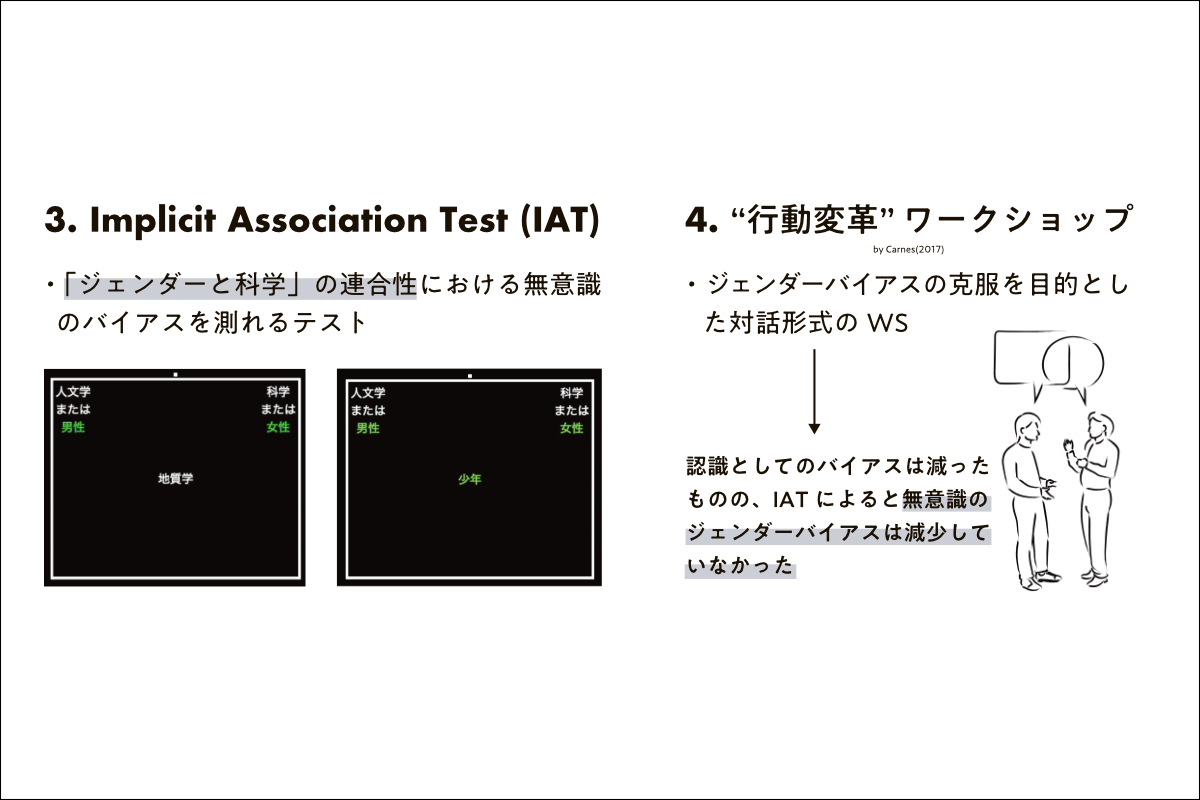 3. Implicit Association Test (IAT)
・「ジェンダーと科学」の連合性における無意識
のバイアスを測れるテスト
人文学
または
男性
科学
または
女性
地質学
人文学
または
男性
科学
または
女性
少年
4. “行動変革” ワークショップ
by Carnes(2017)
・ジェンダーバイアスの克服を目的とし
た対話形式の WS
認識としてのバイアスは減った
ものの、IAT によると無意識の
ジェンダーバイアスは減少して
いなかった